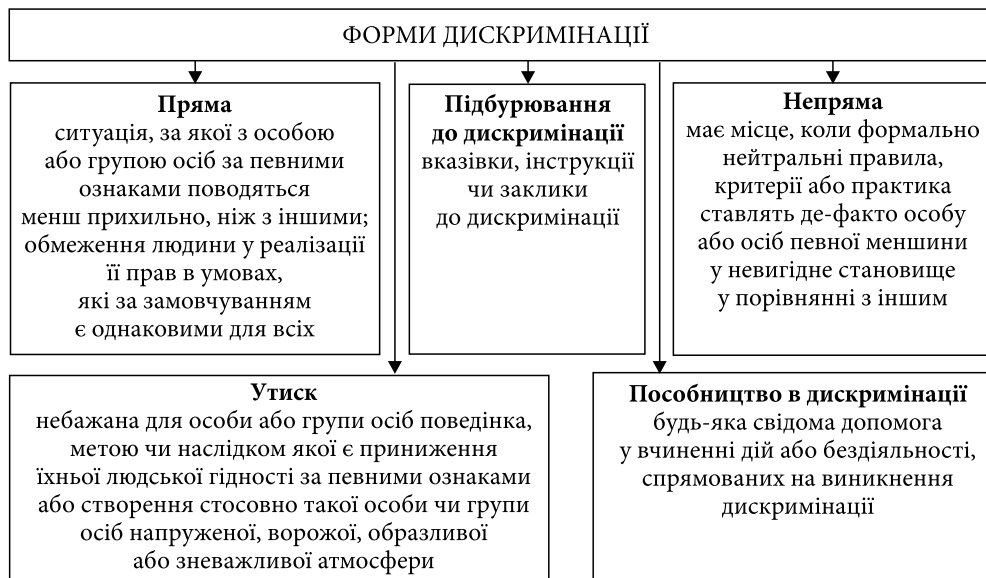 ФОРМИ ДИСКРИМІНАЦІЇ
Пряма
ситуація, за якої з особою
або групою осіб за певними
ознаками поводяться
менш прихильно, ніж з іншими;
обмеження людини у реалізації
її прав в умовах,
які за замовчуванням
є однаковими для всіх
Підбурювання
до дискримінації
вказівки, інструкції
чи заклики
до дискримінації
Непряма
має місце, коли формально
нейтральні правила,
критерії або практика
ставлять де-факто особу
або осіб певної меншини
у невигідне становище
у порівнянні з іншим
Утиск
небажана для особи або групи осіб поведінка,
метою чи наслідком якої є приниження
їхньої людської гідності за певними ознаками
або створення стосовно такої особи чи групи
осіб напруженої, ворожої, образливої
або зневажливої атмосфери
Пособництво в дискримінації
будь-яка свідома допомога
у вчиненні дій або бездіяльності,
спрямованих на виникнення
дискримінації